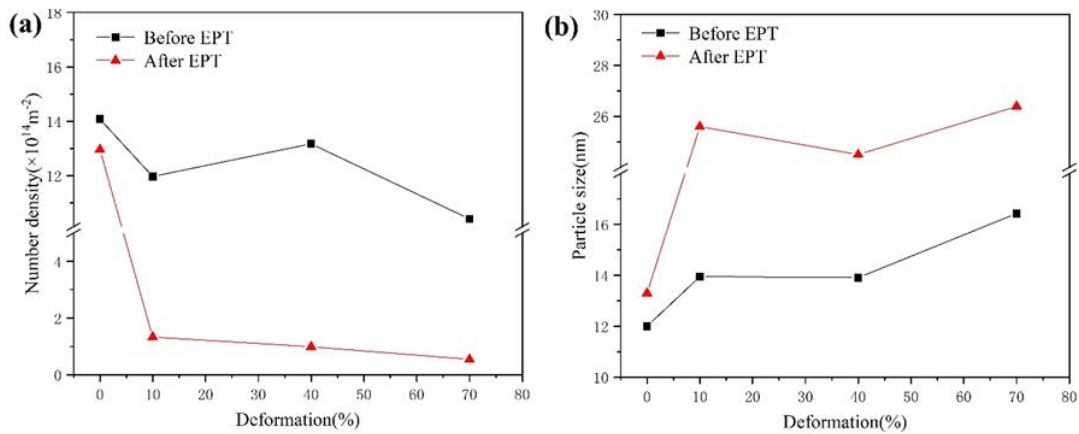 (a)
Before EPT
After EPT
Number density(×10¹⁴m⁻²)
18
16
14
12
4
2
0
0 10 20 30 40 50 60 70 80
Deformation(%)
(b)
Before EPT
After EPT
Particle size(nm)
30
28
26
16
14
12
10
0 10 20 30 40 50 60 70 80
Deformation(%)